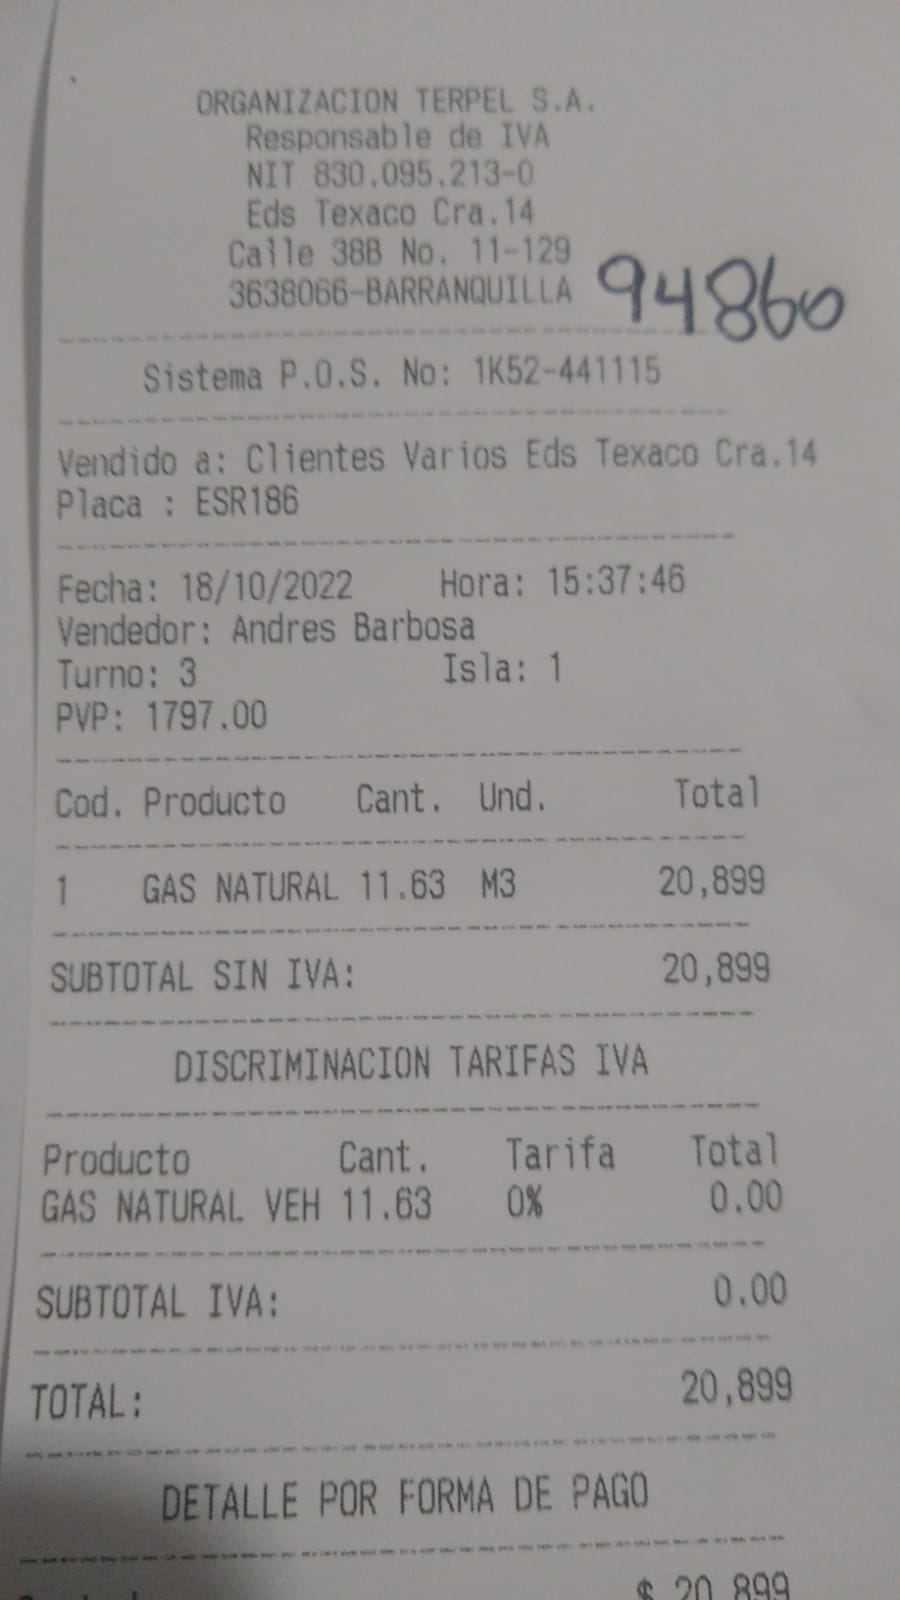 ORGANIZACION TERPEL S.A.
Responsable de IVA
NIT 830.095.213-0
Eds Texaco Cra.14
Calle 38B No. 11-129
3638066-BARRANQUILLA 94860
Sistema P.O.S. No: 1K52-441115
Vendido a: Clientes Varios Eds Texaco Cra.14
Placa : ESR186
Fecha: 18/10/2022 Hora: 15:37:46
Vendedor: Andres Barbosa
Turno: 3 Isla: 1
PVP: 1797.00
Cod. Producto Cant. Und. Total
1 GAS NATURAL 11.63 M3 20,899
SUBTOTAL SIN IVA: 20,899
DISCRIMINACION TARIFAS IVA
Producto Cant. Tarifa Total
GAS NATURAL VEH 11.63 0% 0.00
SUBTOTAL IVA: 0.00
TOTAL: 20,899
DETALLE POR FORMA DE PAGO
$ 20,899